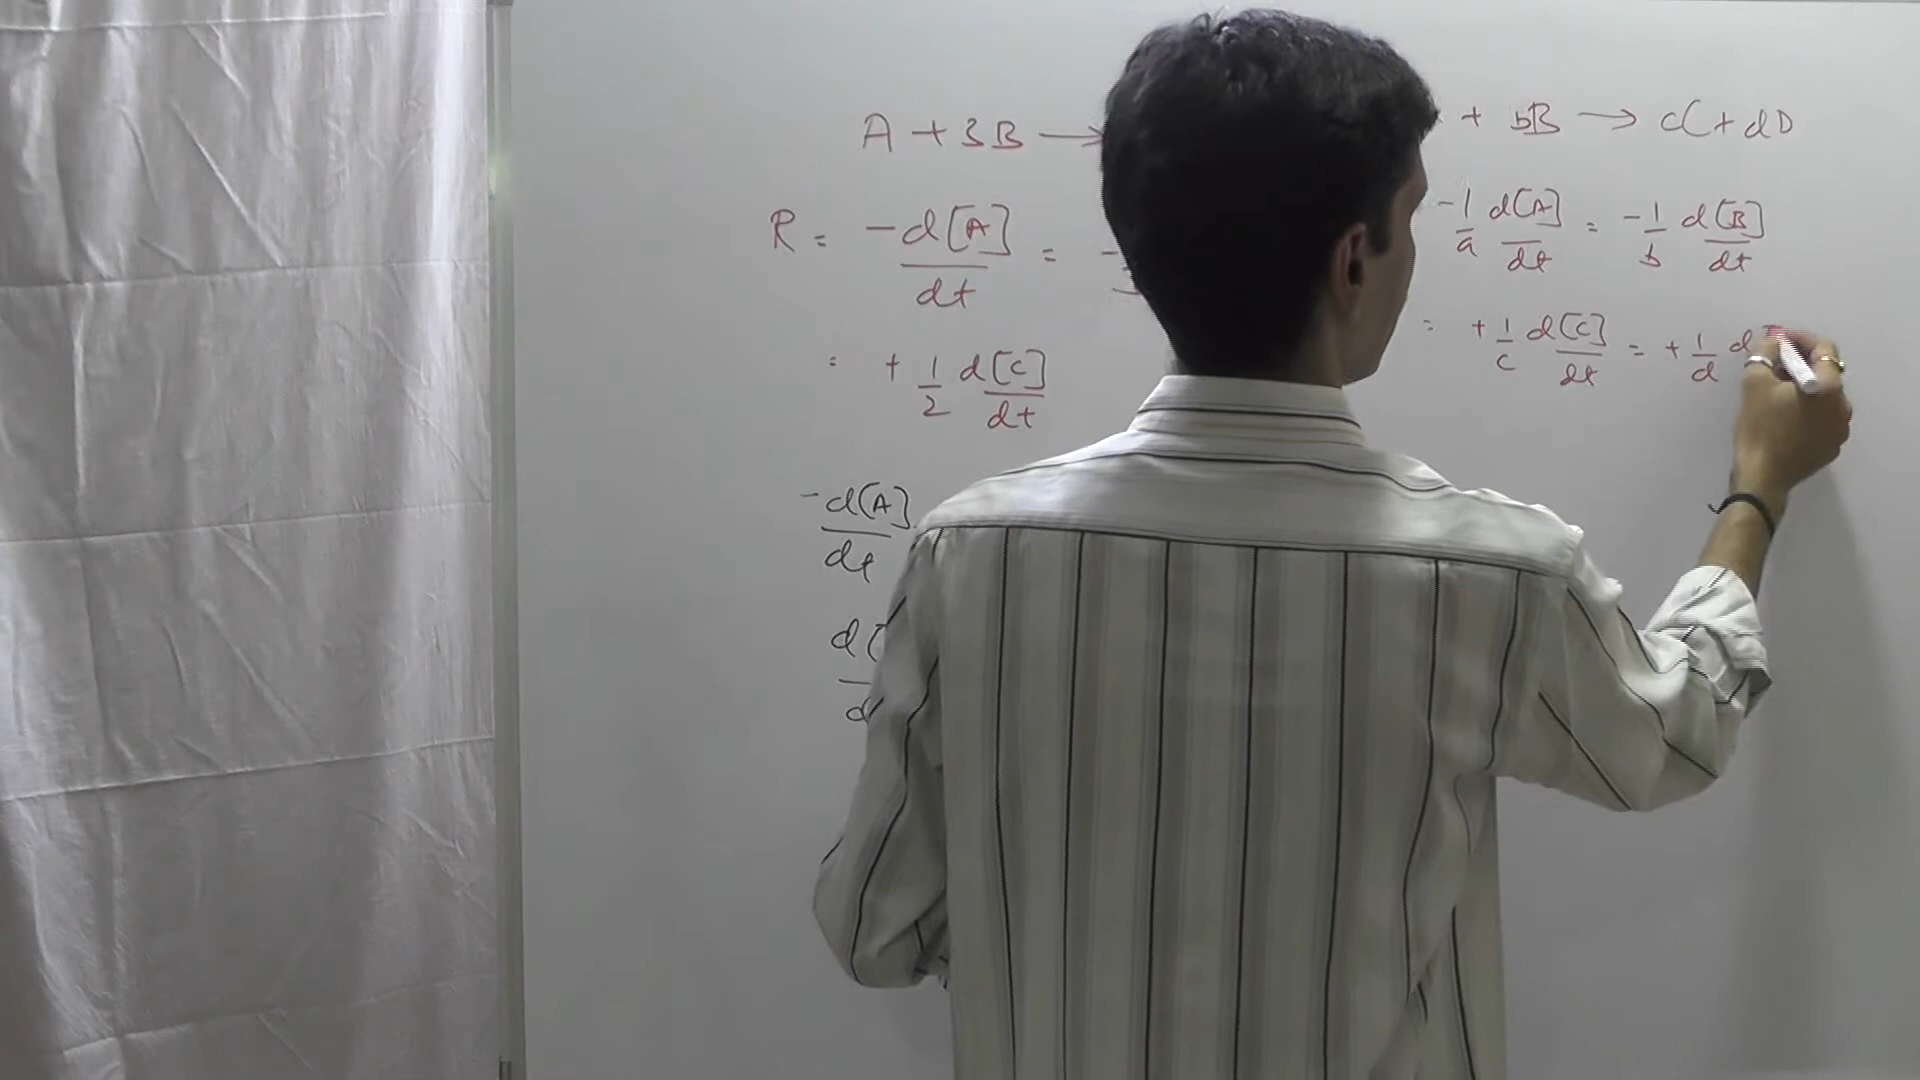 A + 3B →
R = -d[A]/dt = -
= + 1/2 d[C]/dt
-d[A]/dt
d[
d
+ bB → cC + dD
-1/a d[A]/dt = -1/b d[B]/dt
= +1/c d[C]/dt = +1/d d